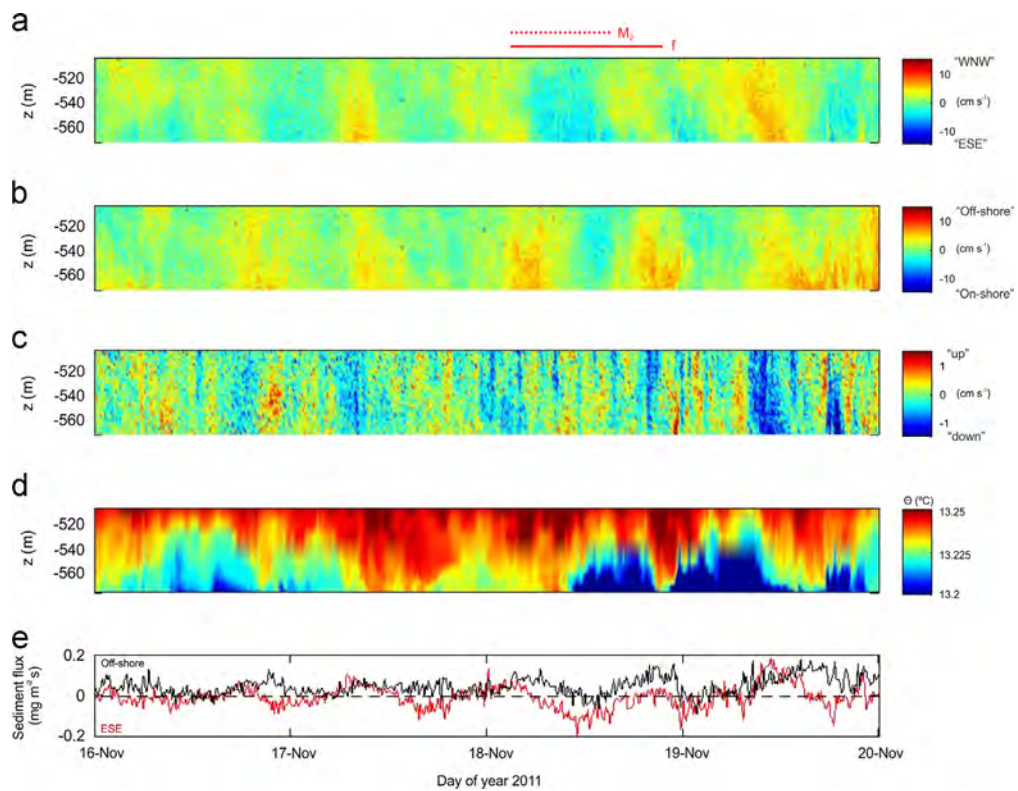 a
M₂
f
z (m)
-520
-540
-560
10
0
-10
"WNW"
(cm s⁻¹)
"ESE"
b
z (m)
-520
-540
-560
10
0
-10
"Off-shore"
(cm s⁻¹)
"On-shore"
c
z (m)
-520
-540
-560
1
0
-1
"up"
(cm s⁻¹)
"down"
d
z (m)
-520
-540
-560
Θ (ºC)
13.25
13.225
13.2
e
Sediment flux
(mg m⁻² s)
0.2
0
-0.2
Off-shore
ESE
16-Nov 17-Nov 18-Nov 19-Nov 20-Nov
Day of year 2011